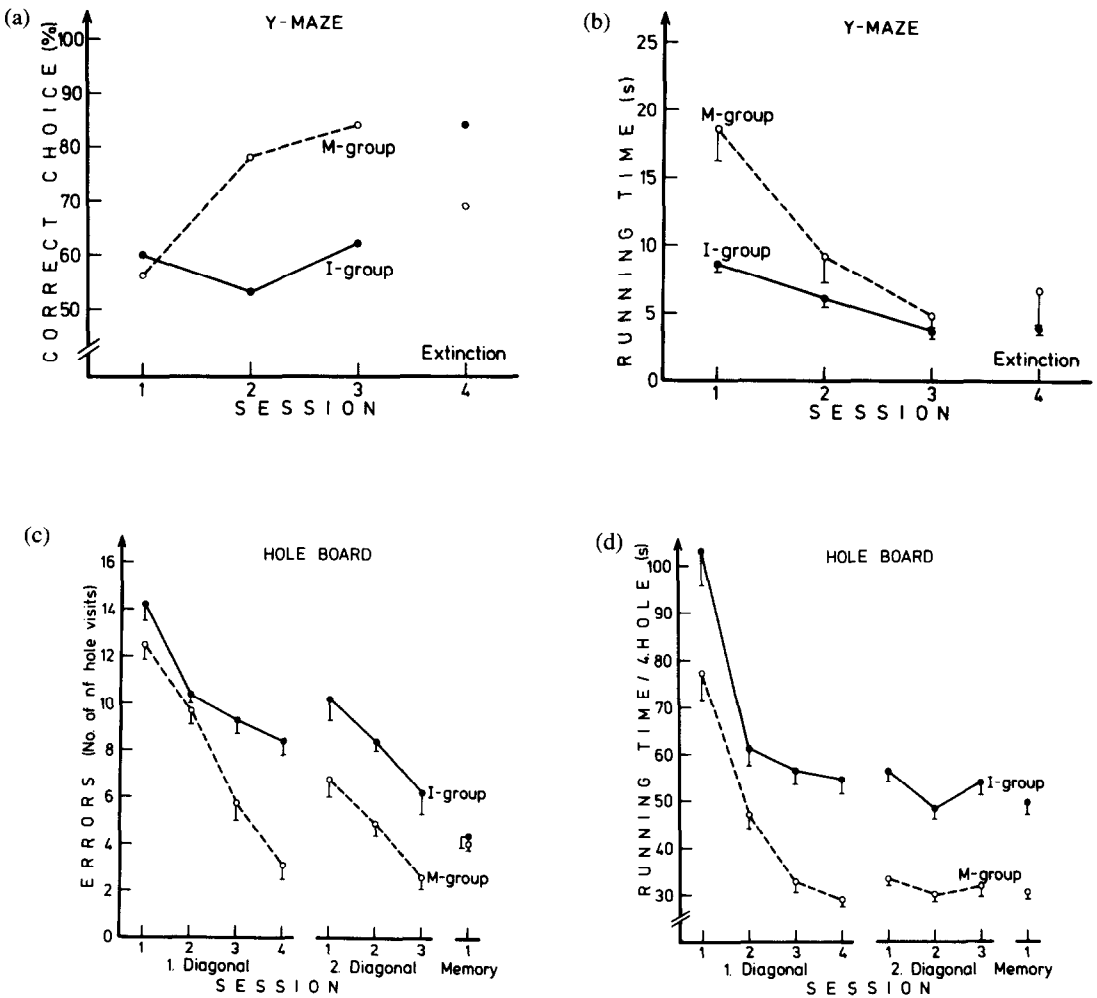 (a)
Y-MAZE
CORRECT CHOICE (%)
100
90
80
70
60
50
M-group
I-group
Extinction
1 2 3 4
SESSION
(b)
Y-MAZE
RUNNING TIME (s)
25
20
15
10
5
0
M-group
I-group
Extinction
1 2 3 4
SESSION
(c)
HOLE BOARD
ERRORS (No. of nf hole visits)
16
14
12
10
8
6
4
2
0
I-group
M-group
1 2 3 4 1 2 3 1
1. Diagonal 2. Diagonal Memory
SESSION
(d)
HOLE BOARD
RUNNING TIME / 4.HOLE (s)
100
90
80
70
60
50
40
30
I-group
M-group
1 2 3 4 1 2 3 1
1. Diagonal 2. Diagonal Memory
SESSION